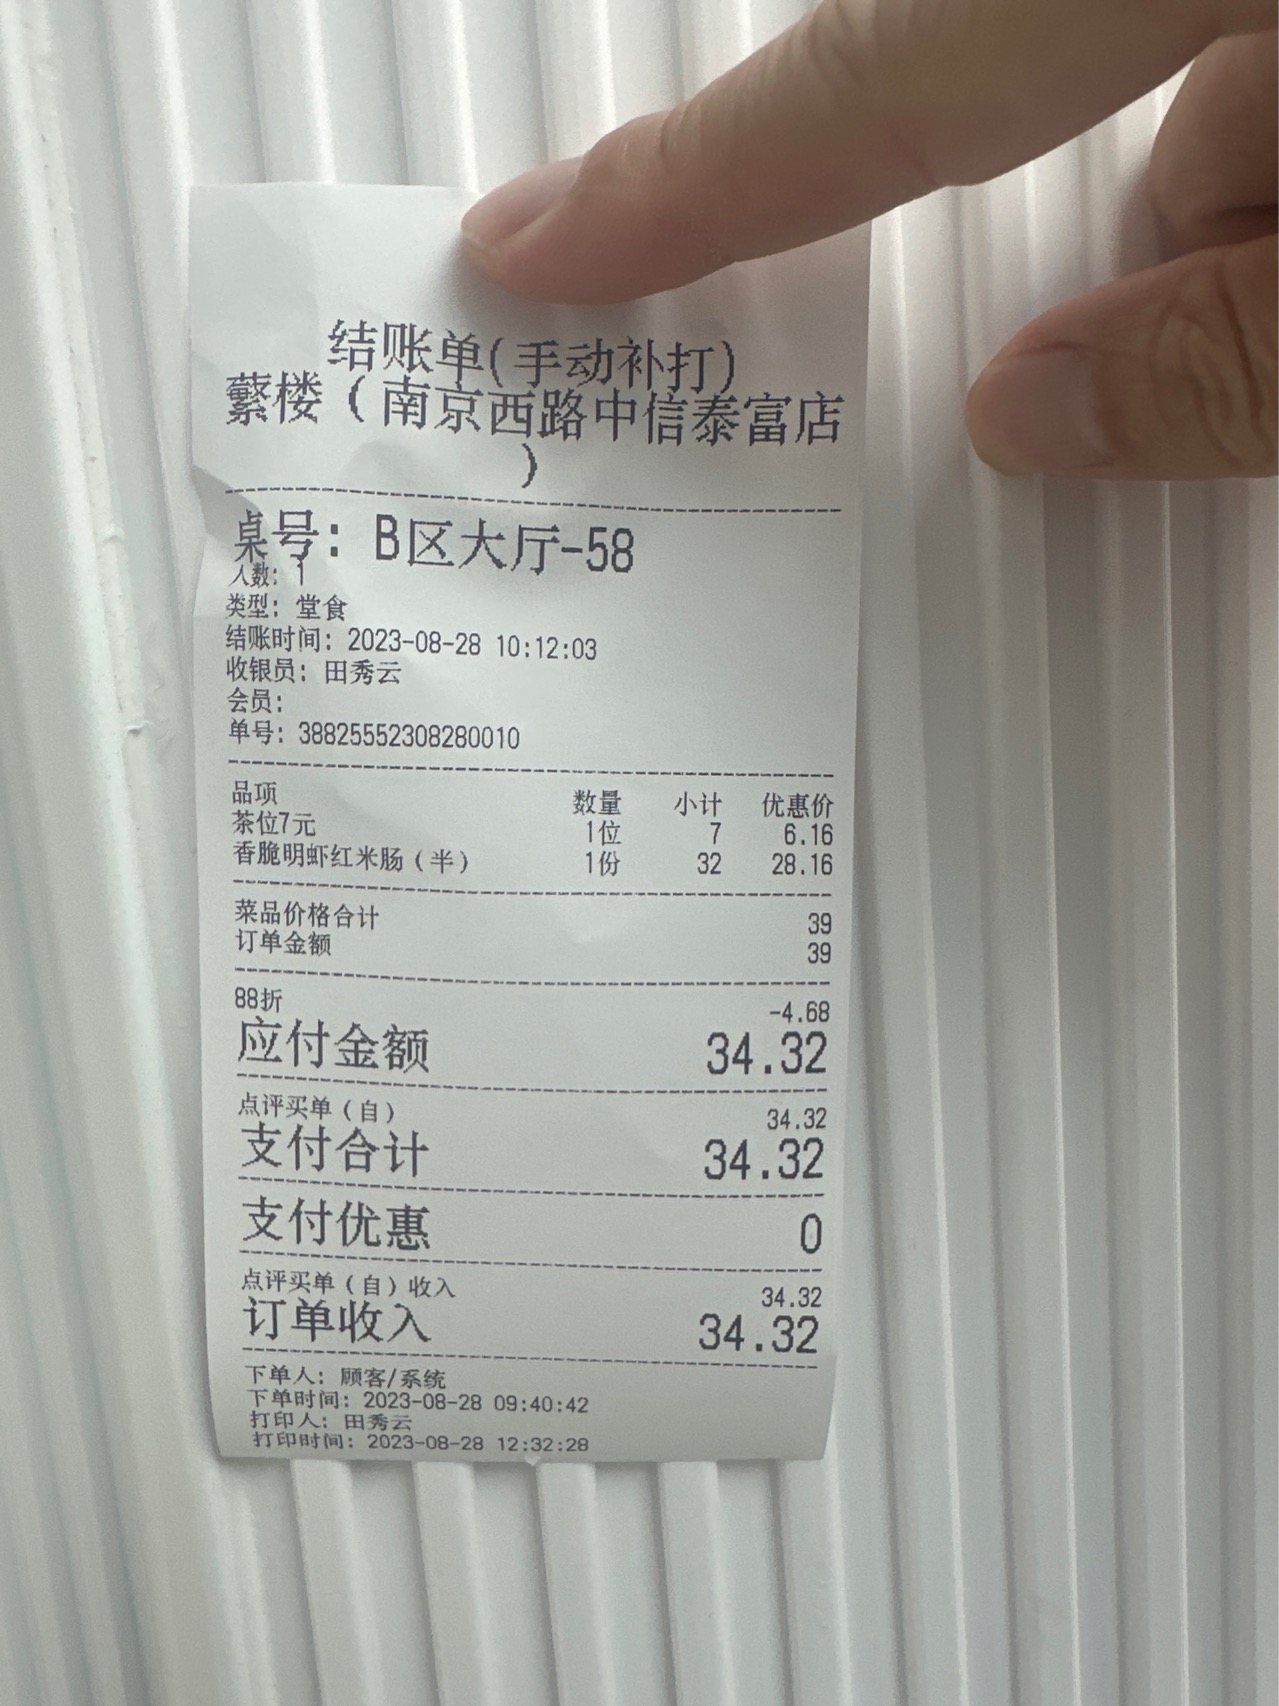 结账单(手动补打)
蘩楼（南京西路中信泰富店
）
桌号: B区大厅-58
人数: 1
类型: 堂食
结账时间: 2023-08-28 10:12:03
收银员: 田秀云
会员:
单号: 38825552308280010
品项 数量 小计 优惠价
茶位7元 1位 7 6.16
香脆明虾红米肠（半） 1份 32 28.16
菜品价格合计 39
订单金额 39
88折 -4.68
应付金额 34.32
点评买单（自） 34.32
支付合计 34.32
支付优惠 0
点评买单（自）收入 34.32
订单收入 34.32
下单人: 顾客/系统
下单时间: 2023-08-28 09:40:42
打印人: 田秀云
打印时间: 2023-08-28 12:32:28